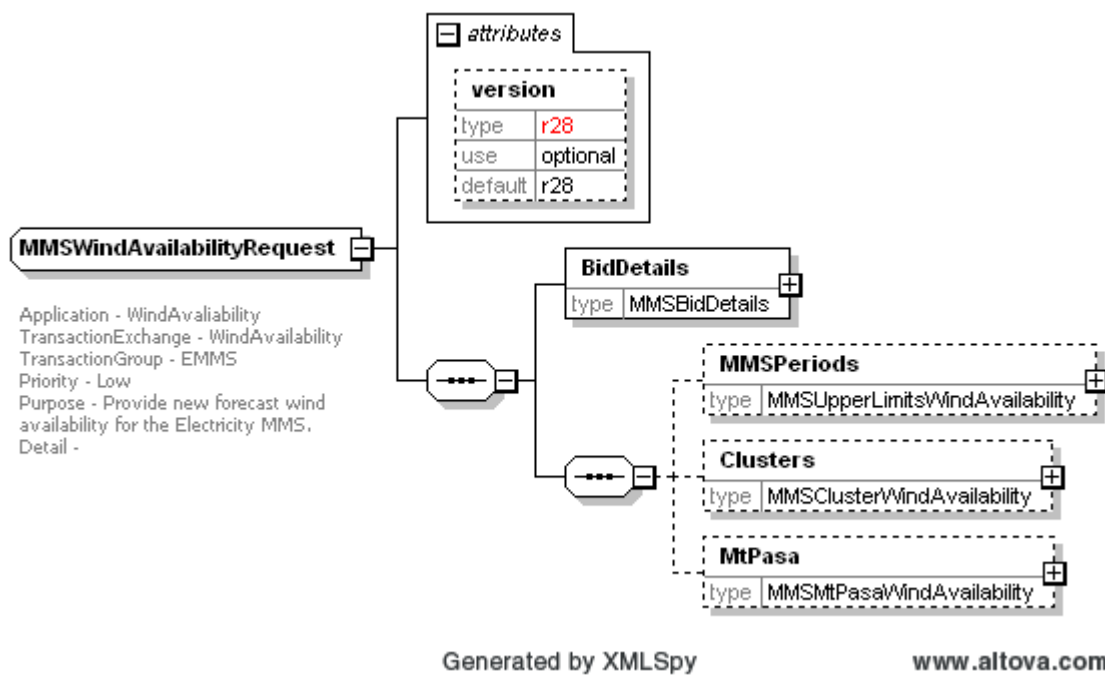 attributes
version
type r28
use optional
default r28
MMSWindAvailabilityRequest
Application - WindAvaliability
TransactionExchange - WindAvailability
TransactionGroup - EMMS
Priority - Low
Purpose - Provide new forecast wind
availability for the Electricity MMS.
Detail -
BidDetails
type MMSBidDetails
MMSPeriods
type MMSUpperLimitsWindAvailability
Clusters
type MMSClusterWindAvailability
MtPasa
type MMSMtPasaWindAvailability
Generated by XMLSpy www.altova.com